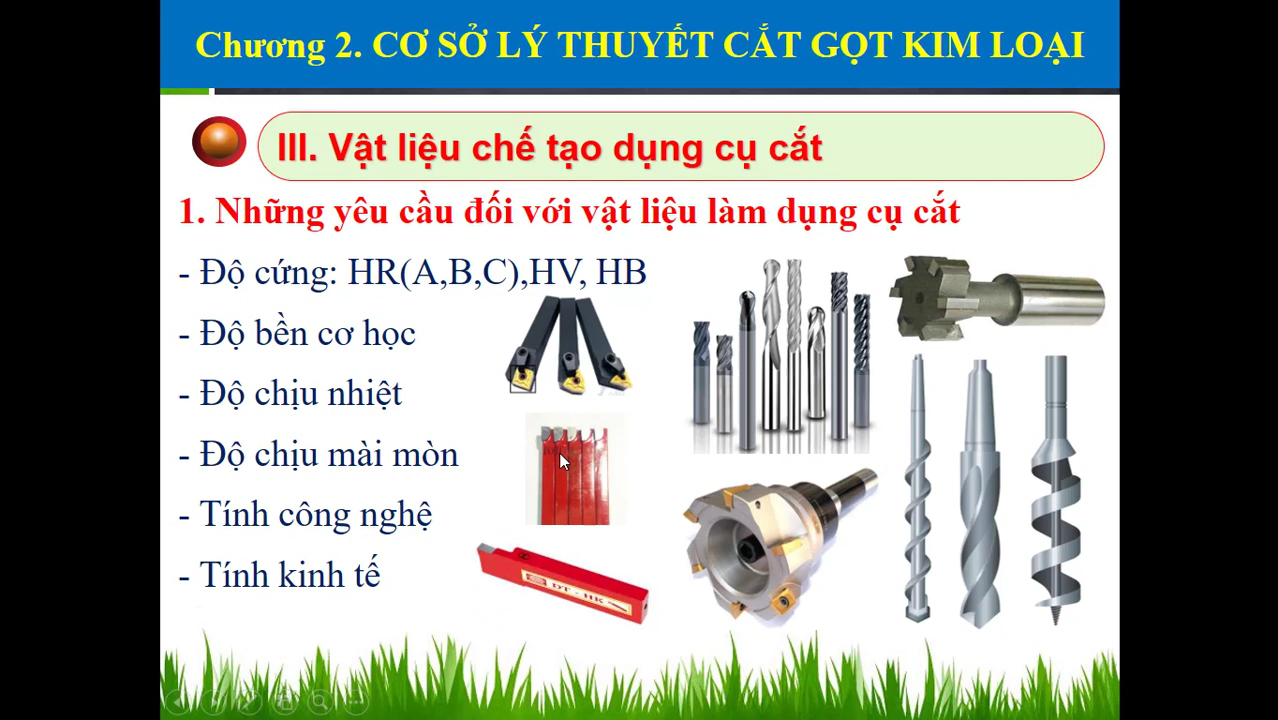 Chương 2. CƠ SỞ LÝ THUYẾT CẮT GỌT KIM LOẠI
III. Vật liệu chế tạo dụng cụ cắt
1. Những yêu cầu đối với vật liệu làm dụng cụ cắt
- Độ cứng: HR(A,B,C),HV, HB
- Độ bền cơ học
- Độ chịu nhiệt
- Độ chịu mài mòn
- Tính công nghệ
- Tính kinh tế
DT - HK